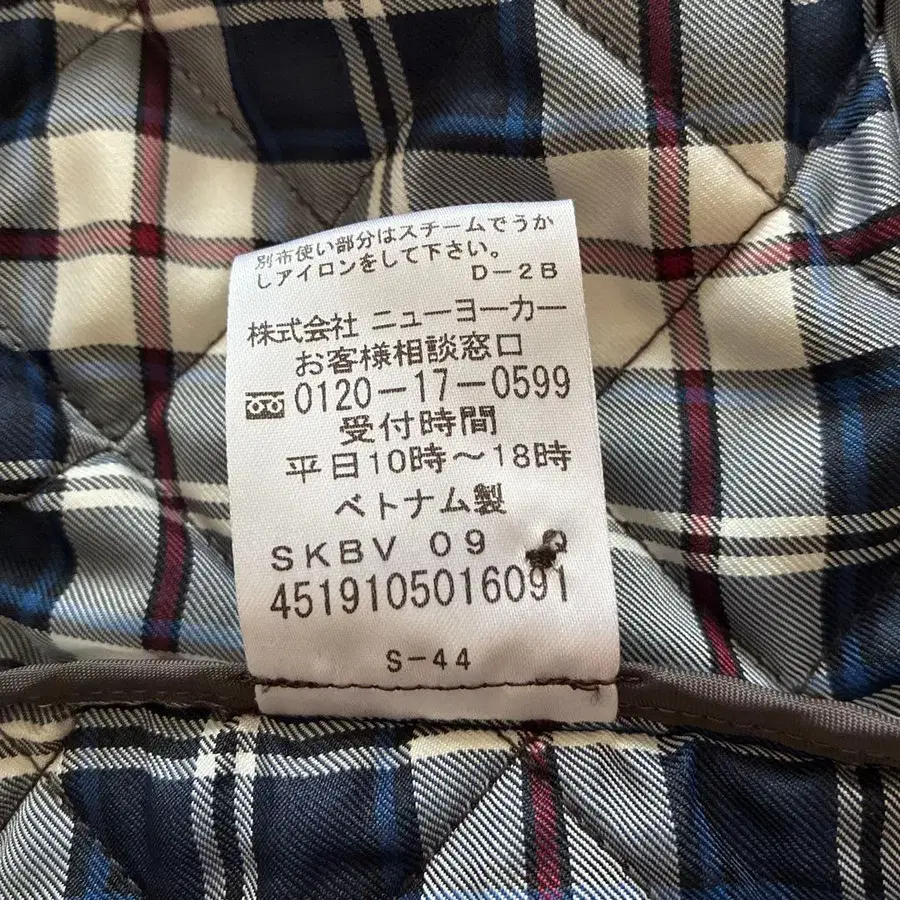 別布使い部分はスチームでうか
しアイロンをして下さい。
D-2B
株式会社 ニューヨーカー
お客様相談窓口
0120-17-0599
受付時間
平日10時〜18時
ベトナム製
SKBV 09
4519105016091
S-44